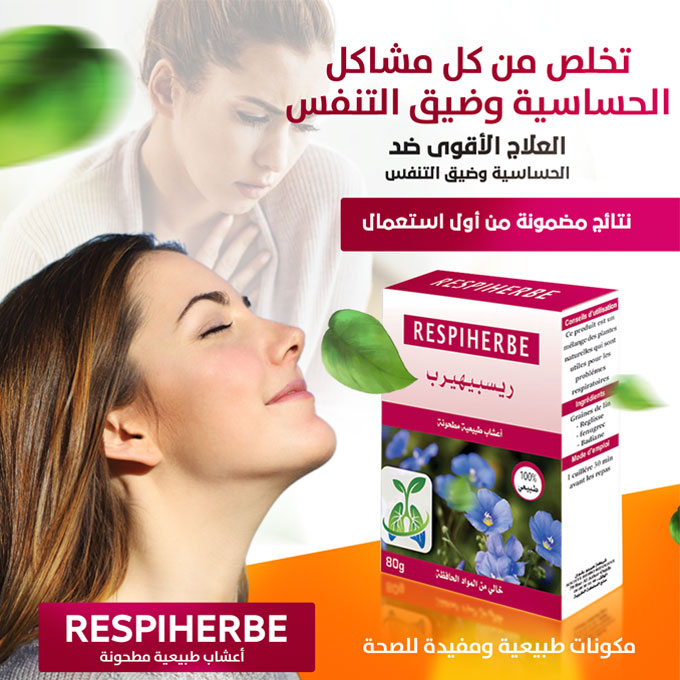 تخلص من كل مشاكل
الحساسية وضيق التنفس
العلاج الأقوى ضد
الحساسية وضيق التنفس
نتائج مضمونة من أول استعمال
RESPIHERBE
RESPIHERBE
ريسبيهيرب
أعشاب طبيعية مطحونة
100%
طبيعي
80g
خالي من المواد الحافظة
Conseils d'utilisation
Ce produit est un
mélange des plantes
naturelles qui sont
utiles pour les
problèmes
respiratoires
Ingrédients
Graines de lin
- Reglisse
- fenugrec
- Badiane
Mode d'emploi
1 cuillère 30 min
avant les repas
RESPIHERBE
أعشاب طبيعية مطحونة
مكونات طبيعية ومفيدة للصحة